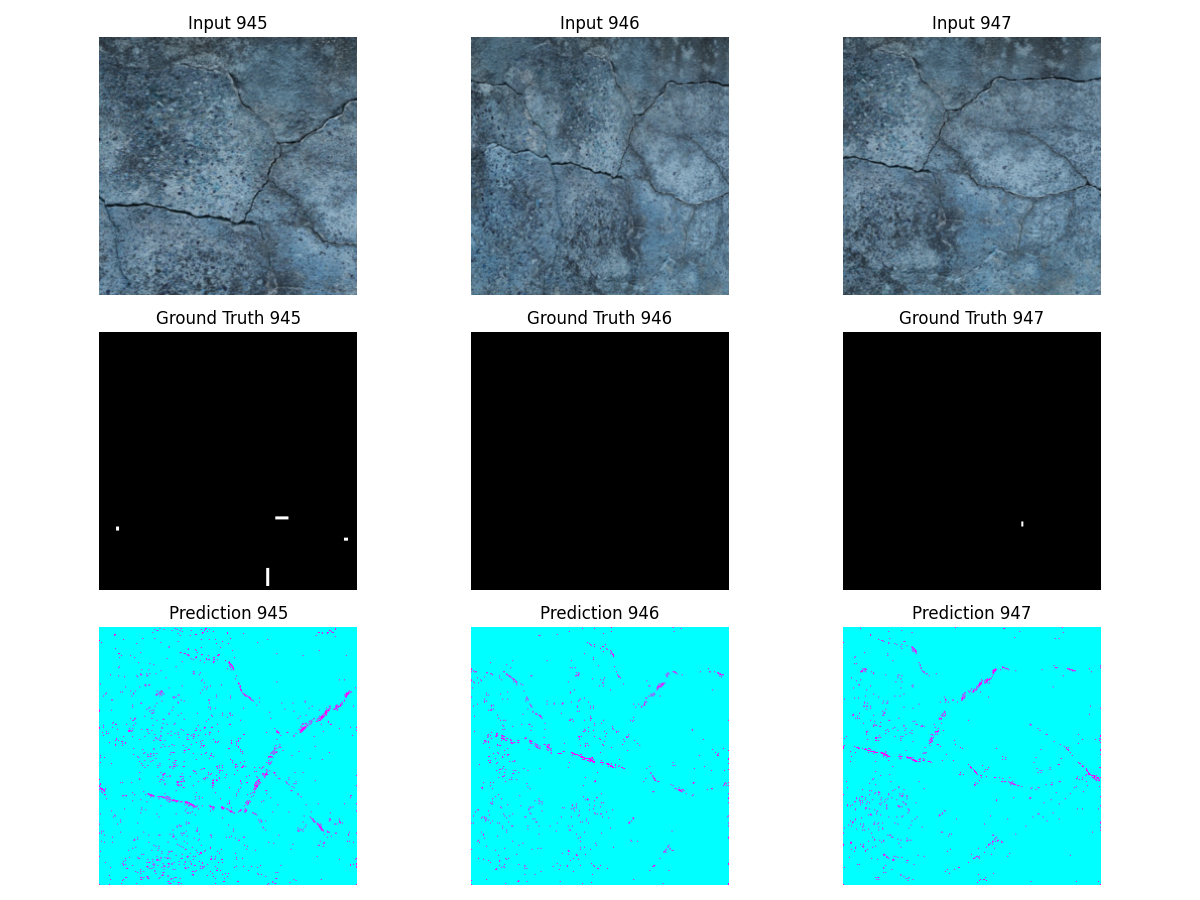 Input 945
Input 946
Input 947
Ground Truth 945
Ground Truth 946
Ground Truth 947
Prediction 945
Prediction 946
Prediction 947